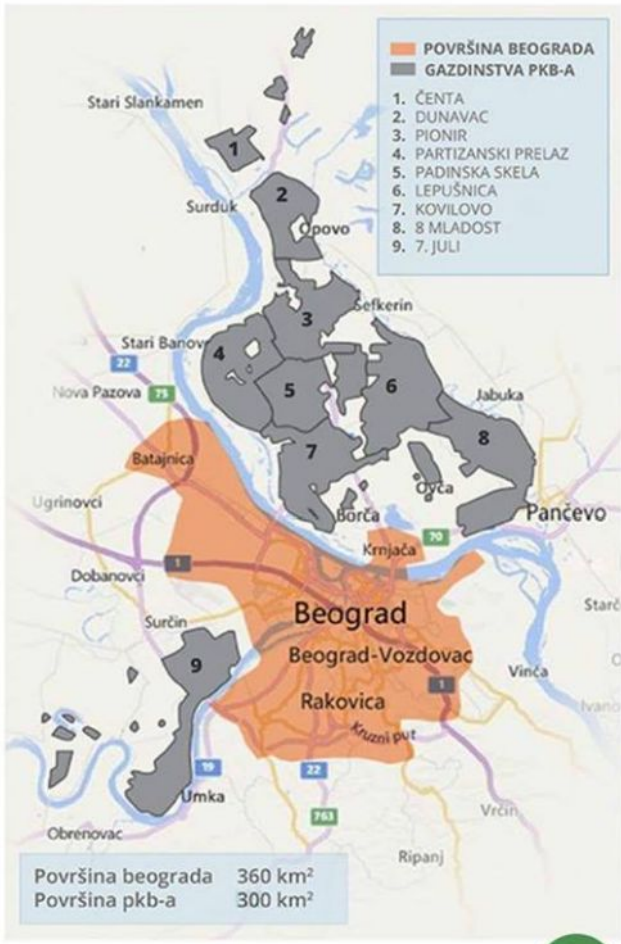 POVRŠINA BEOGRADA
GAZDINSTVA PKB-A
1. ČENTA
2. DUNAVAC
3. PIONIR
4. PARTIZANSKI PRELAZ
5. PADINSKA SKELA
6. LEPUŠNICA
7. KOVILOVO
8. 8 MLADOST
9. 7. JULI
Stari Slankamen
1
2
Surduk
Opovo
3
Sefkerin
Stari Banov
4
22
5
6
Nova Pazova
75
Jabuka
7
8
Batajnica
Ovča
Ugrinovci
Borča
Pančevo
70
Krnjača
1
Dobanovci
Beograd
Starč
Surčin
Beograd-Vozdovac
9
Vinča
1
Rakovica
Ivano
Kruzni put
19
22
Umka
763
Vrčin
Obrenovac
Ripanj
Površina beograda 360 km²
Površina pkb-a 300 km²